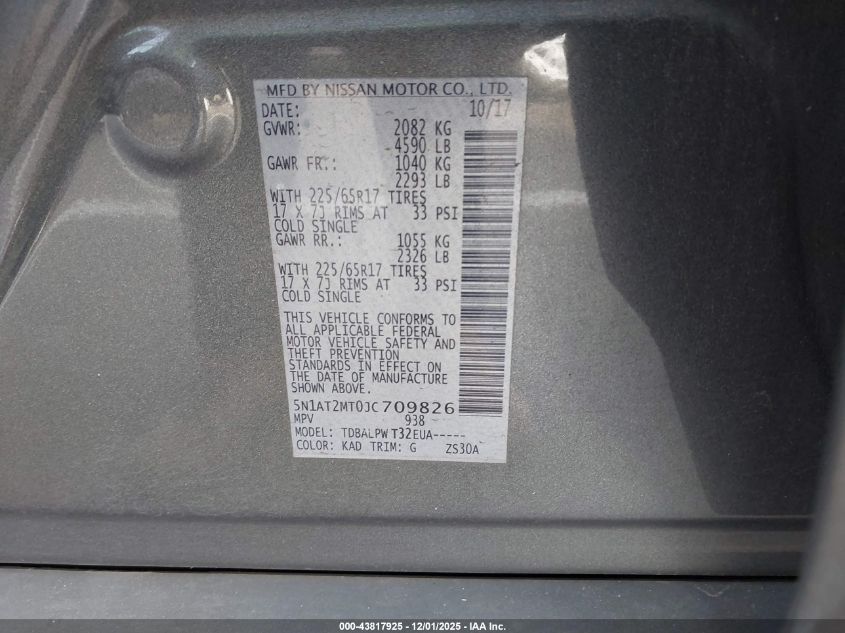 MFD BY NISSAN MOTOR CO., LTD.
DATE: 10/17
GVWR: 2082 KG
4590 LB
GAWR FR.: 1040 KG
2293 LB
WITH 225/65R17 TIRES
17 X 7J RIMS AT 33 PSI
COLD SINGLE
GAWR RR.: 1055 KG
2326 LB
WITH 225/65R17 TIRES
17 X 7J RIMS AT 33 PSI
COLD SINGLE
THIS VEHICLE CONFORMS TO
ALL APPLICABLE FEDERAL
MOTOR VEHICLE SAFETY AND
THEFT PREVENTION
STANDARDS IN EFFECT ON
THE DATE OF MANUFACTURE
SHOWN ABOVE.
5N1AT2MT0JC709826
MPV 938
MODEL: TDBALPW T32EUA-----
COLOR: KAD TRIM: G ZS30A
000-43817925 - 12/01/2025 - IAA Inc.